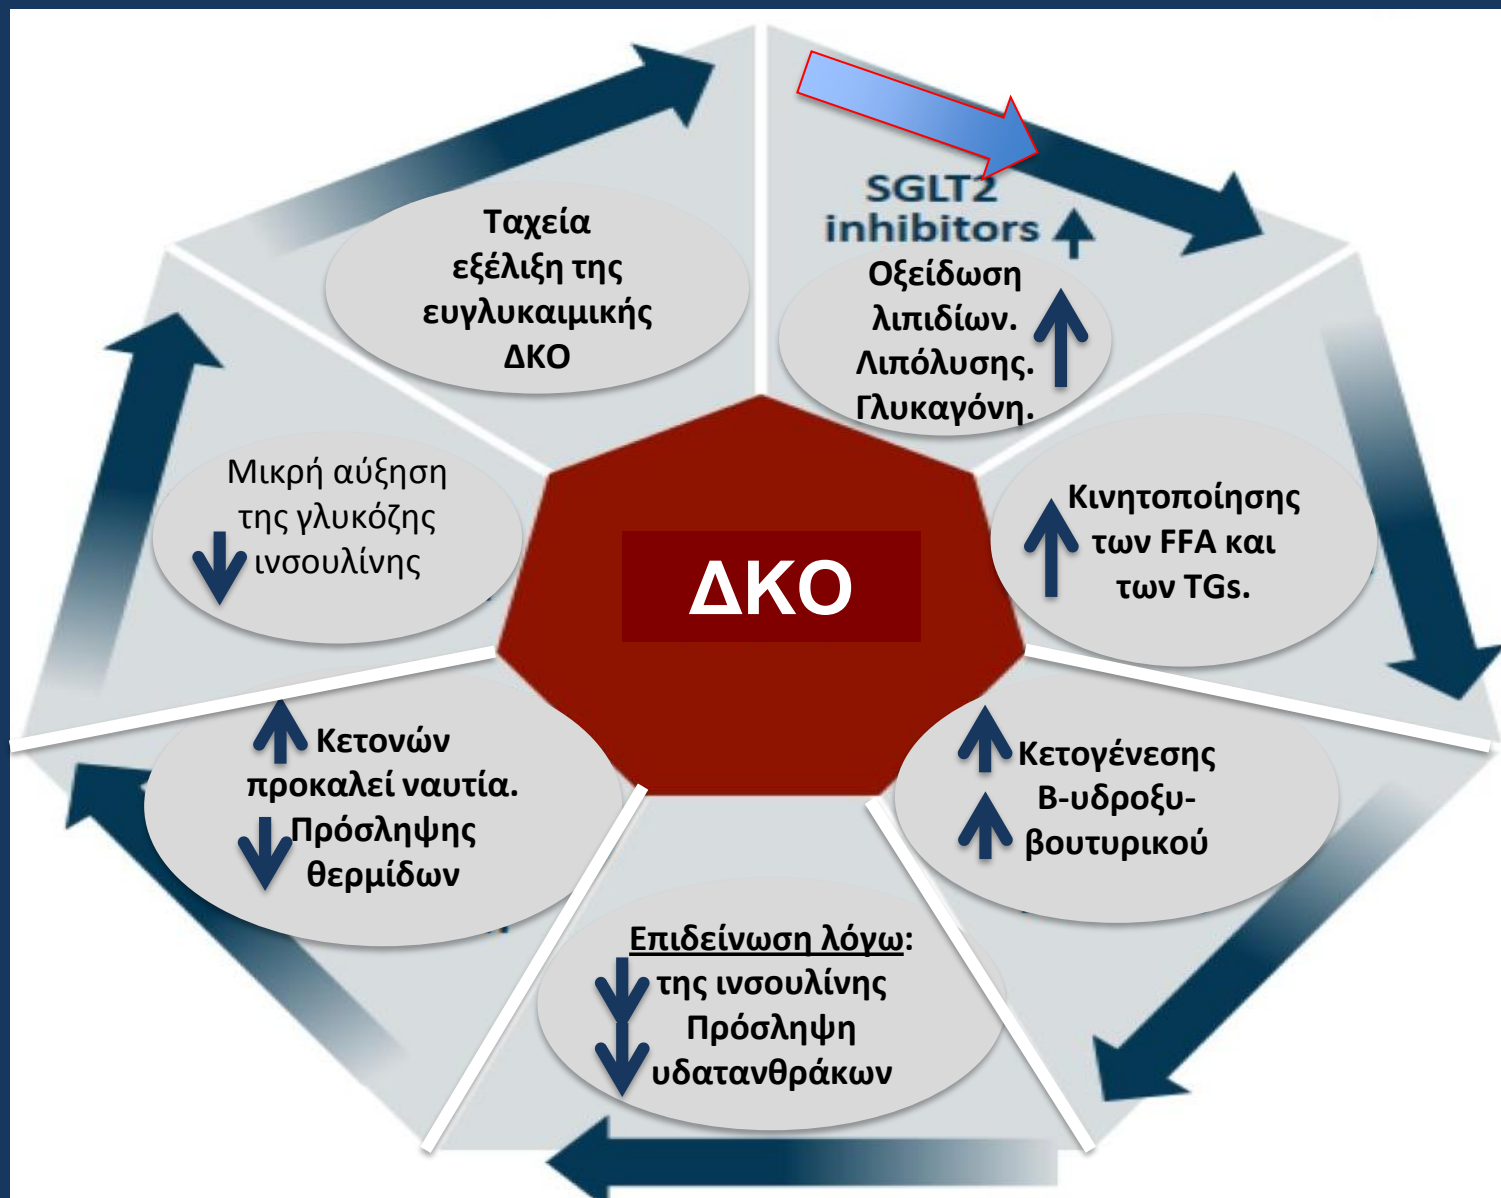 SGLT2
inhibitors
Οξείδωση
λιπιδίων.
Λιπόλυσης.
Γλυκαγόνη.
Κινητοποίησης
των FFA και
των TGs.
Κετογένεσης
Β-υδροξυ-
βουτυρικού
Επιδείνωση λόγω:
της ινσουλίνης
Πρόσληψη
υδατανθράκων
Κετονών
προκαλεί ναυτία.
Πρόσληψης
θερμίδων
Μικρή αύξηση
της γλυκόζης
ινσουλίνης
Ταχεία
εξέλιξη της
ευγλυκαιμικής
ΔΚΟ
ΔΚΟ